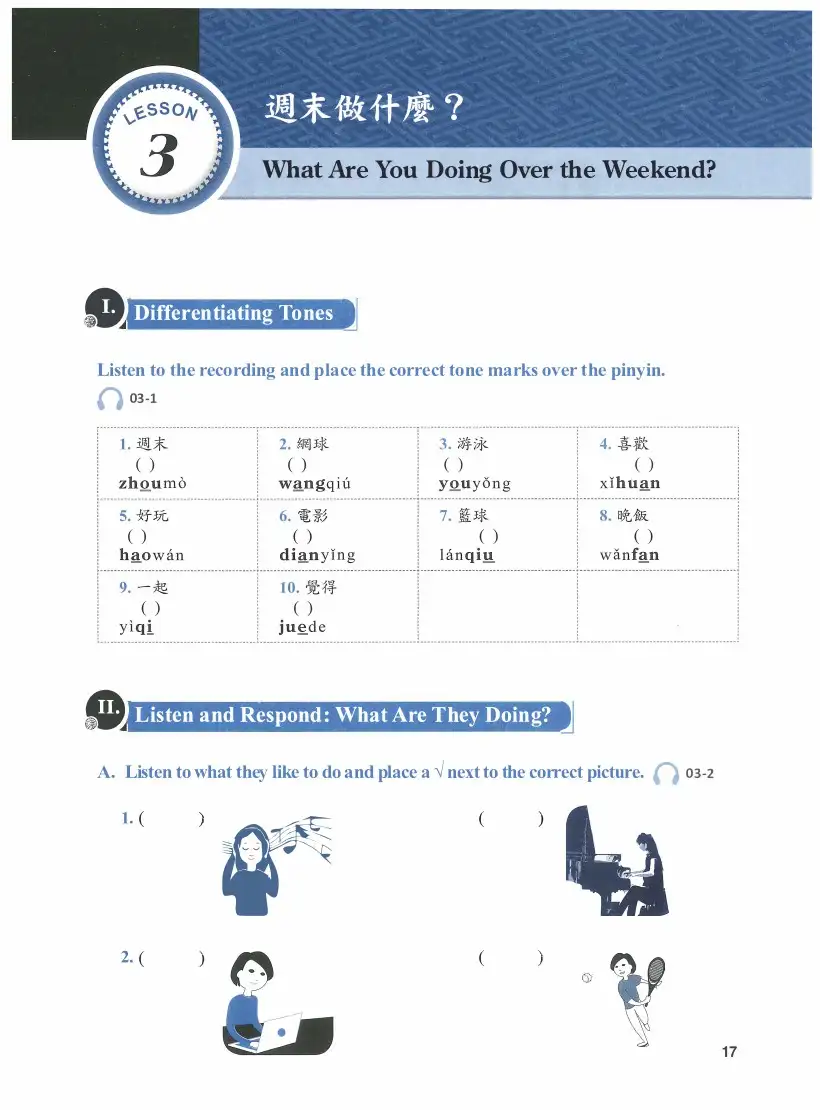 LESSON
3
週末做什麼？
What Are You Doing Over the Weekend?
I. Differentiating Tones
Listen to the recording and place the correct tone marks over the pinyin.
03-1
1. 週末 2. 網球 3. 游泳 4. 喜歡
( ) ( ) ( ) ( )
zhoumò wangqiú youyǒng xǐhuan
5. 好玩 6. 電影 7. 籃球 8. 晚飯
( ) ( ) ( ) ( )
haowán dianyǐng lánqiu wǎnfan
9. 一起 10. 覺得
( ) ( )
yìqi juede
II. Listen and Respond: What Are They Doing?
A. Listen to what they like to do and place a √ next to the correct picture. 03-2
1. ( ) ( )
2. ( ) ( )
17